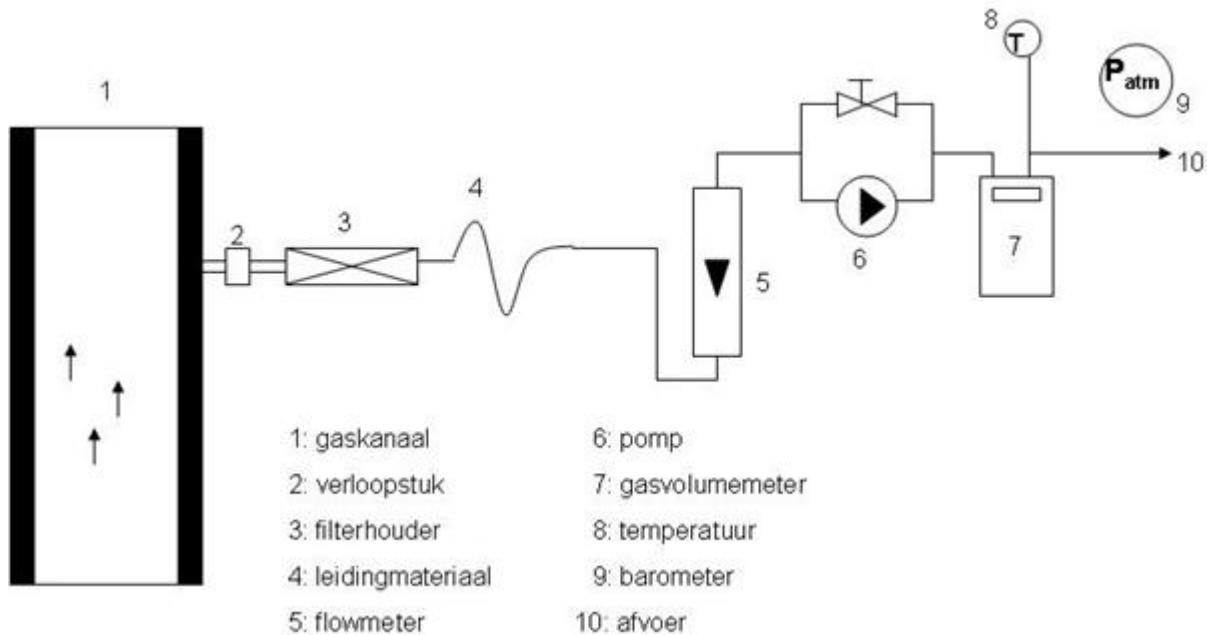 8
T
P atm
1
9
10
4
2
3
7
5
6
1: gaskanaal
6: pomp
2: verloopstuk
7: gasvolumemeter
3: filterhouder
8: temperatuur
4: leidingmateriaal
9: barometer
5: flowmeter
10: afvoer